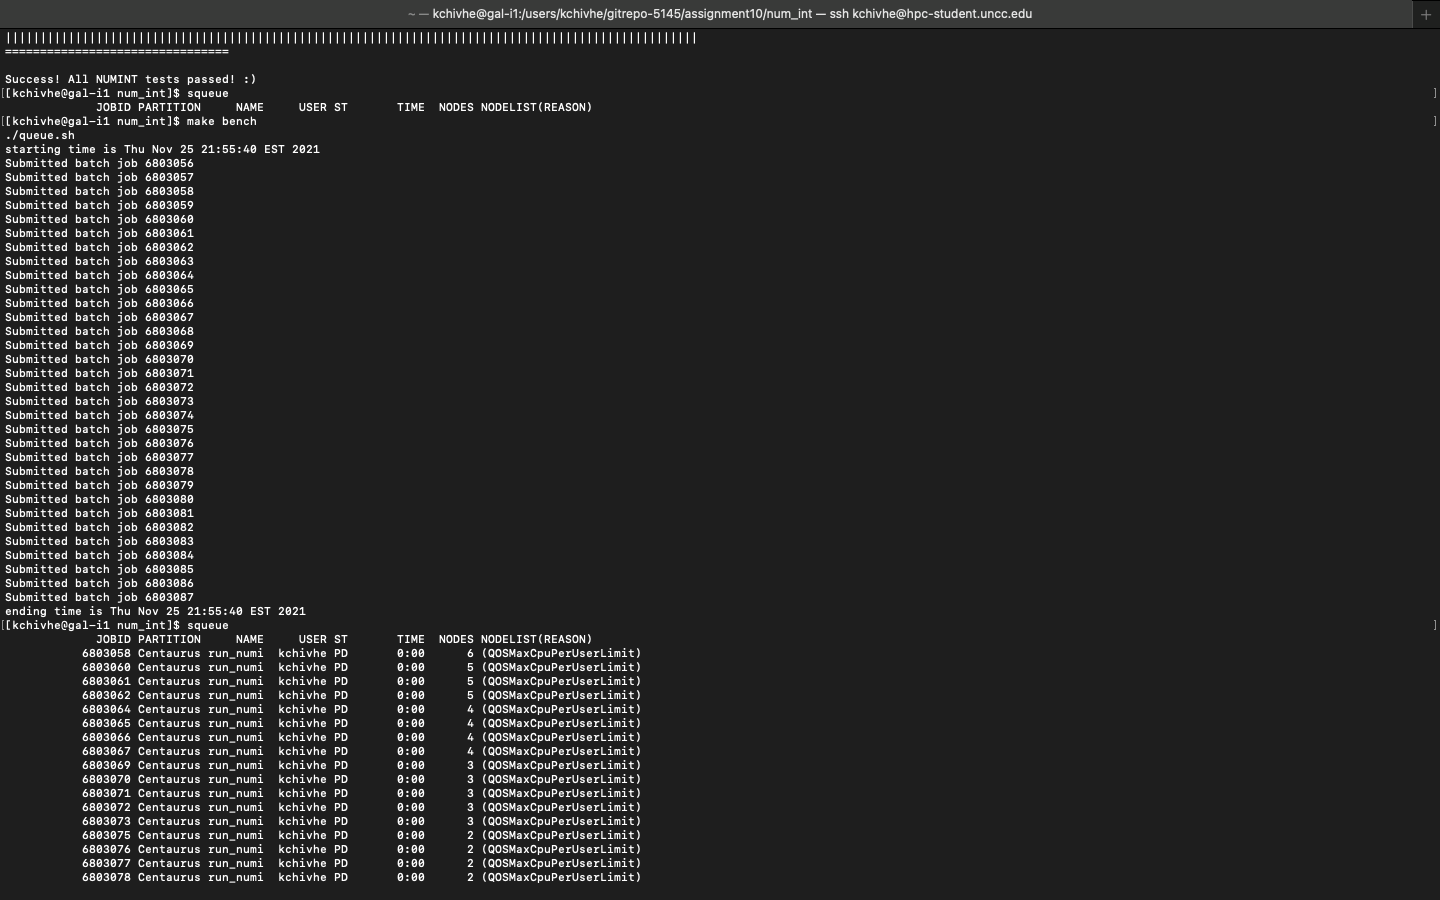 ~ — kchivhe@gal-i1:/users/kchivhe/gitrepo-5145/assignment10/num_int — ssh kchivhe@hpc-student.uncc.edu
+
|||||||||||||||||||||||||||||||||||||||||||||||||||||||||||||||||||||||||||||||||||||||||||||||||||
================================
Success! All NUMINT tests passed! :)
[[kchivhe@gal-i1 num_int]$ squeue ]
JOBID PARTITION NAME USER ST TIME NODES NODELIST(REASON)
[[kchivhe@gal-i1 num_int]$ make bench ]
./queue.sh
starting time is Thu Nov 25 21:55:40 EST 2021
Submitted batch job 6803056
Submitted batch job 6803057
Submitted batch job 6803058
Submitted batch job 6803059
Submitted batch job 6803060
Submitted batch job 6803061
Submitted batch job 6803062
Submitted batch job 6803063
Submitted batch job 6803064
Submitted batch job 6803065
Submitted batch job 6803066
Submitted batch job 6803067
Submitted batch job 6803068
Submitted batch job 6803069
Submitted batch job 6803070
Submitted batch job 6803071
Submitted batch job 6803072
Submitted batch job 6803073
Submitted batch job 6803074
Submitted batch job 6803075
Submitted batch job 6803076
Submitted batch job 6803077
Submitted batch job 6803078
Submitted batch job 6803079
Submitted batch job 6803080
Submitted batch job 6803081
Submitted batch job 6803082
Submitted batch job 6803083
Submitted batch job 6803084
Submitted batch job 6803085
Submitted batch job 6803086
Submitted batch job 6803087
ending time is Thu Nov 25 21:55:40 EST 2021
[[kchivhe@gal-i1 num_int]$ squeue ]
JOBID PARTITION NAME USER ST TIME NODES NODELIST(REASON)
6803058 Centaurus run_numi kchivhe PD 0:00 6 (QOSMaxCpuPerUserLimit)
6803060 Centaurus run_numi kchivhe PD 0:00 5 (QOSMaxCpuPerUserLimit)
6803061 Centaurus run_numi kchivhe PD 0:00 5 (QOSMaxCpuPerUserLimit)
6803062 Centaurus run_numi kchivhe PD 0:00 5 (QOSMaxCpuPerUserLimit)
6803064 Centaurus run_numi kchivhe PD 0:00 4 (QOSMaxCpuPerUserLimit)
6803065 Centaurus run_numi kchivhe PD 0:00 4 (QOSMaxCpuPerUserLimit)
6803066 Centaurus run_numi kchivhe PD 0:00 4 (QOSMaxCpuPerUserLimit)
6803067 Centaurus run_numi kchivhe PD 0:00 4 (QOSMaxCpuPerUserLimit)
6803069 Centaurus run_numi kchivhe PD 0:00 3 (QOSMaxCpuPerUserLimit)
6803070 Centaurus run_numi kchivhe PD 0:00 3 (QOSMaxCpuPerUserLimit)
6803071 Centaurus run_numi kchivhe PD 0:00 3 (QOSMaxCpuPerUserLimit)
6803072 Centaurus run_numi kchivhe PD 0:00 3 (QOSMaxCpuPerUserLimit)
6803073 Centaurus run_numi kchivhe PD 0:00 3 (QOSMaxCpuPerUserLimit)
6803075 Centaurus run_numi kchivhe PD 0:00 2 (QOSMaxCpuPerUserLimit)
6803076 Centaurus run_numi kchivhe PD 0:00 2 (QOSMaxCpuPerUserLimit)
6803077 Centaurus run_numi kchivhe PD 0:00 2 (QOSMaxCpuPerUserLimit)
6803078 Centaurus run_numi kchivhe PD 0:00 2 (QOSMaxCpuPerUserLimit)